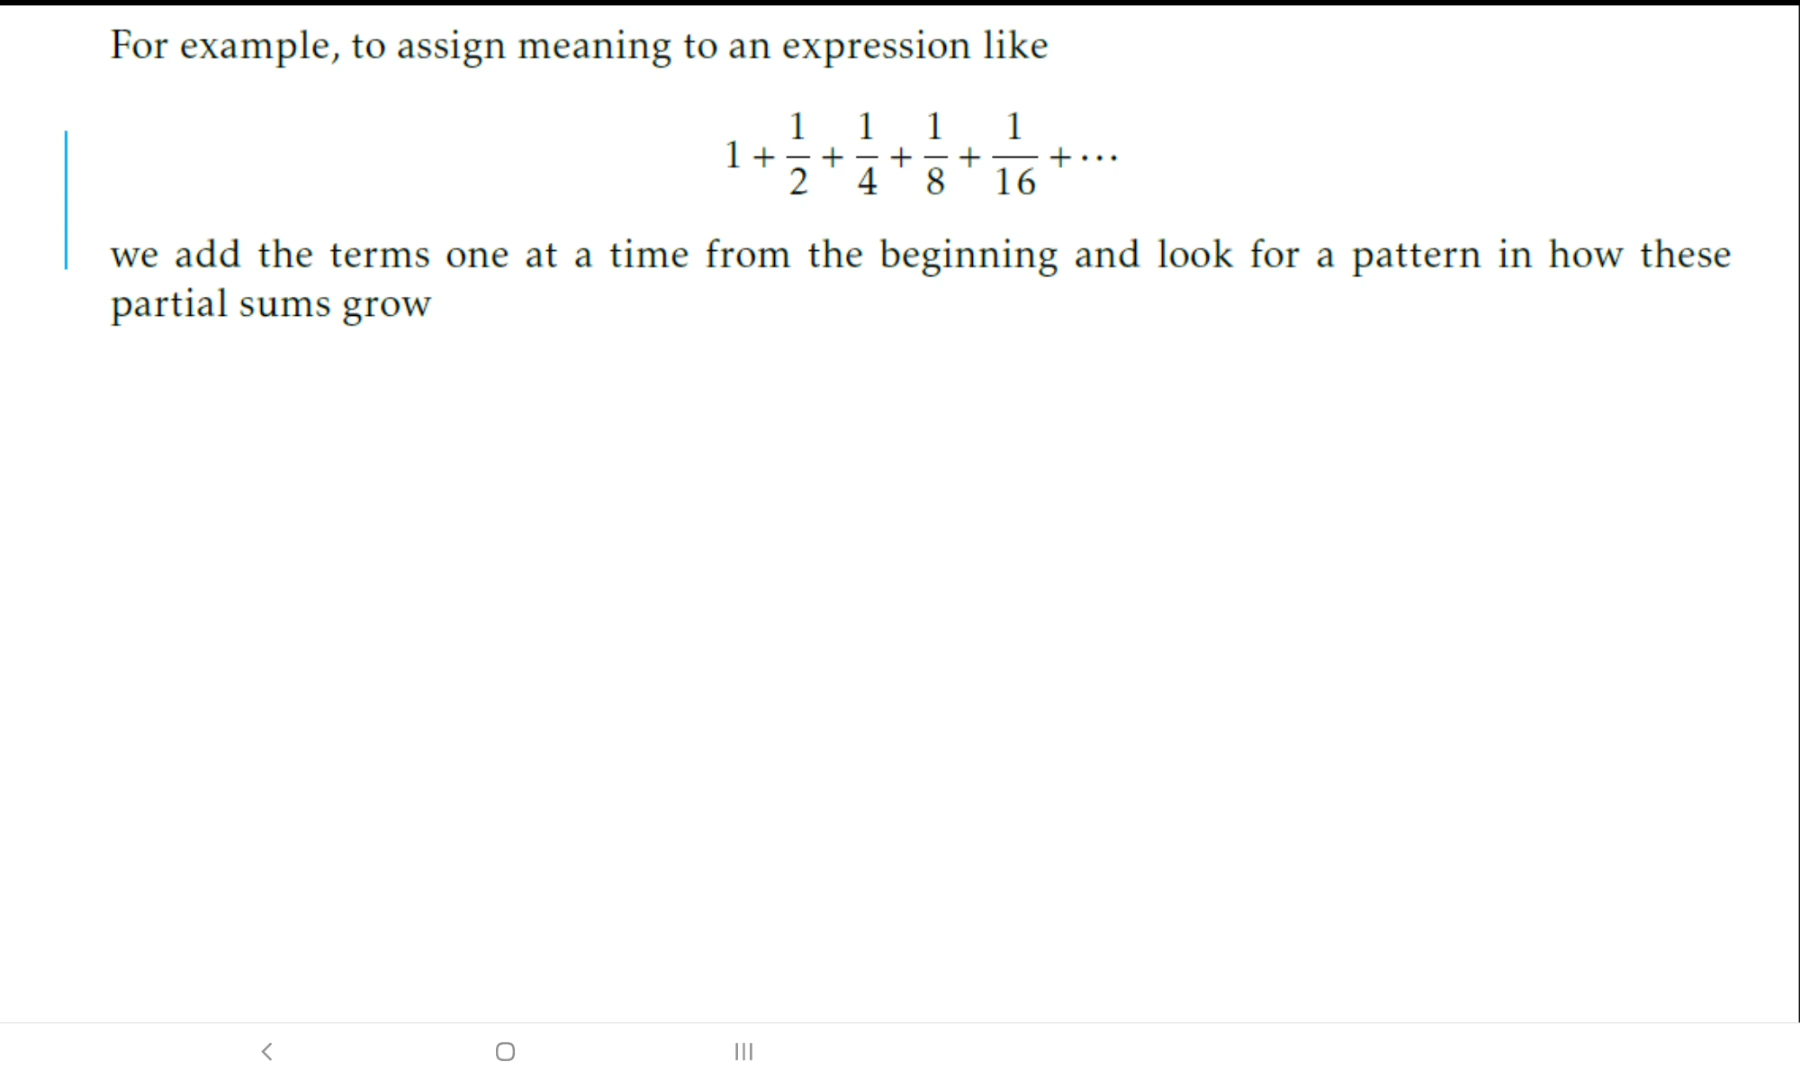 For example, to assign meaning to an expression like
1 + 1/2 + 1/4 + 1/8 + 1/16 + ⋯
we add the terms one at a time from the beginning and look for a pattern in how these
partial sums grow